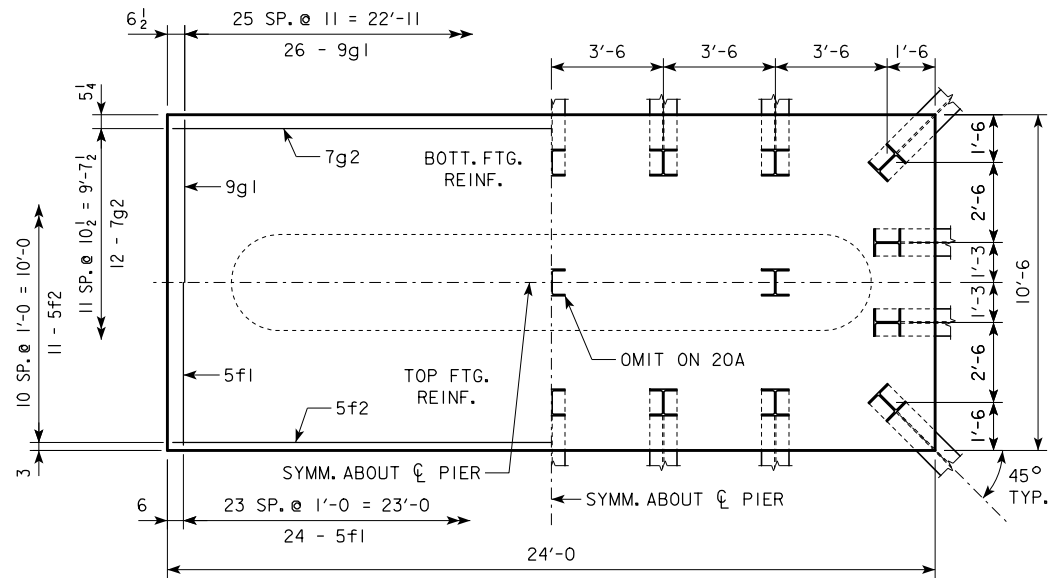 6½
25 SP. @ 11 = 22'-11
26 - 9g1
3'-6
3'-6
3'-6
1'-6
5¼
7g2
BOTT. FTG.
REINF.
9g1
11 SP. @ 10½ = 9'-7½
12 - 7g2
10 SP. @ 1'-0 = 10'-0
11 - 5f2
1'-6
2'-6
1'-3
1'-3
2'-6
1'-6
10'-6
OMIT ON 20A
5f1
TOP FTG.
REINF.
5f2
3
SYMM. ABOUT ℄ PIER
SYMM. ABOUT ℄ PIER
45°
TYP.
6
23 SP. @ 1'-0 = 23'-0
24 - 5f1
24'-0